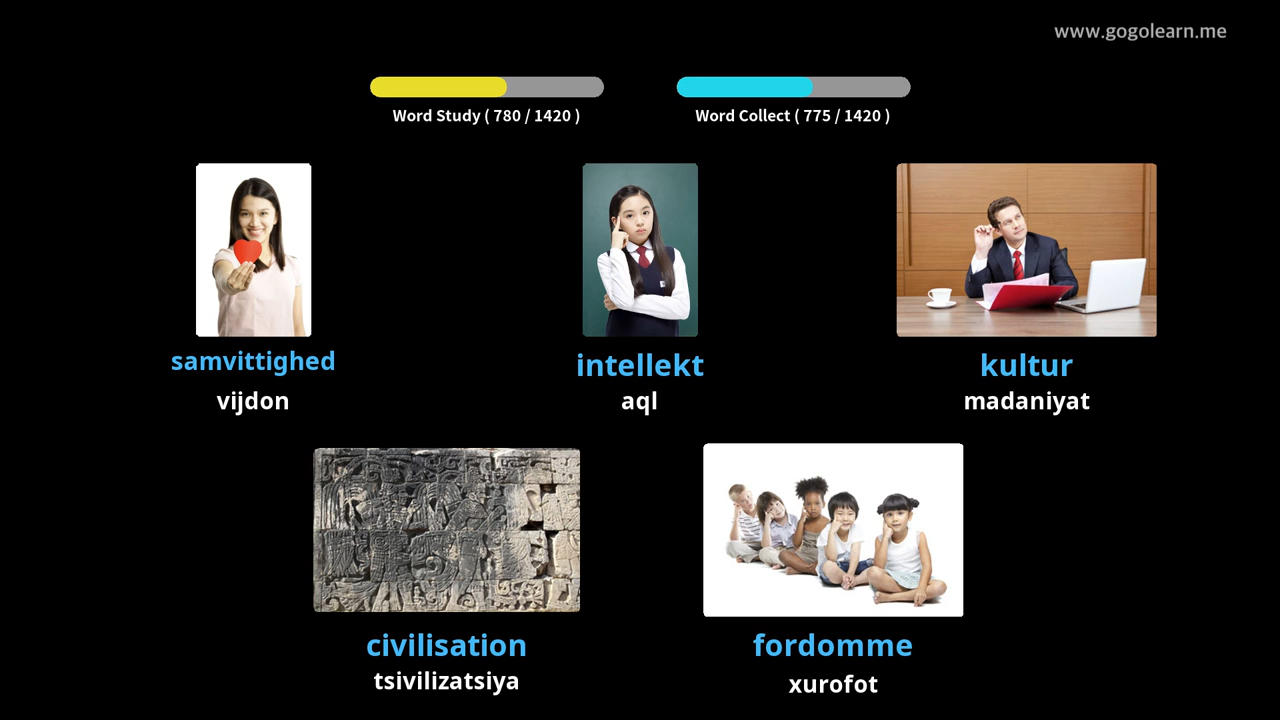 www.gogolearn.me
Word Study ( 780 / 1420 )
Word Collect ( 775 / 1420 )
samvittighed
vijdon
intellekt
aql
kultur
madaniyat
civilisation
tsivilizatsiya
fordomme
xurofot